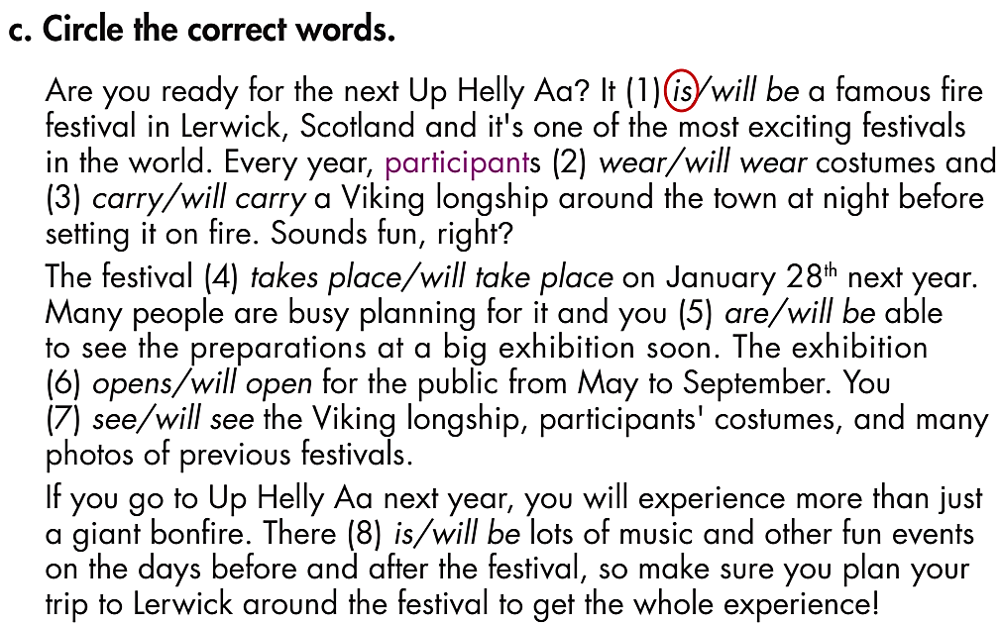 c. Circle the correct words.
Are you ready for the next Up Helly Aa? It (1) is/will be a famous fire
festival in Lerwick, Scotland and it's one of the most exciting festivals
in the world. Every year, participants (2) wear/will wear costumes and
(3) carry/will carry a Viking longship around the town at night before
setting it on fire. Sounds fun, right?
The festival (4) takes place/will take place on January 28th next year.
Many people are busy planning for it and you (5) are/will be able
to see the preparations at a big exhibition soon. The exhibition
(6) opens/will open for the public from May to September. You
(7) see/will see the Viking longship, participants' costumes, and many
photos of previous festivals.
If you go to Up Helly Aa next year, you will experience more than just
a giant bonfire. There (8) is/will be lots of music and other fun events
on the days before and after the festival, so make sure you plan your
trip to Lerwick around the festival to get the whole experience!